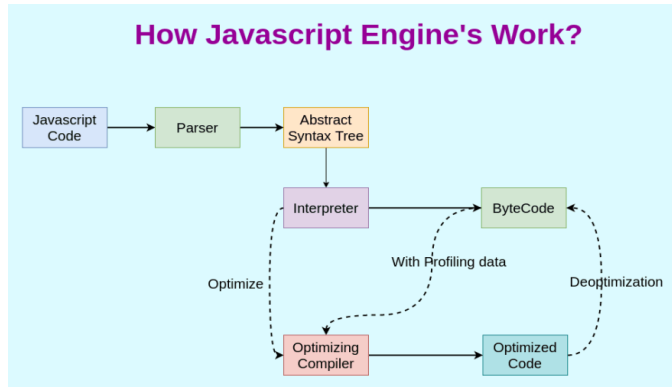 How Javascript Engine's Work?
Javascript
Code
Parser
Abstract
Syntax Tree
Interpreter
ByteCode
With Profiling data
Optimize
Deoptimization
Optimizing
Compiler
Optimized
Code